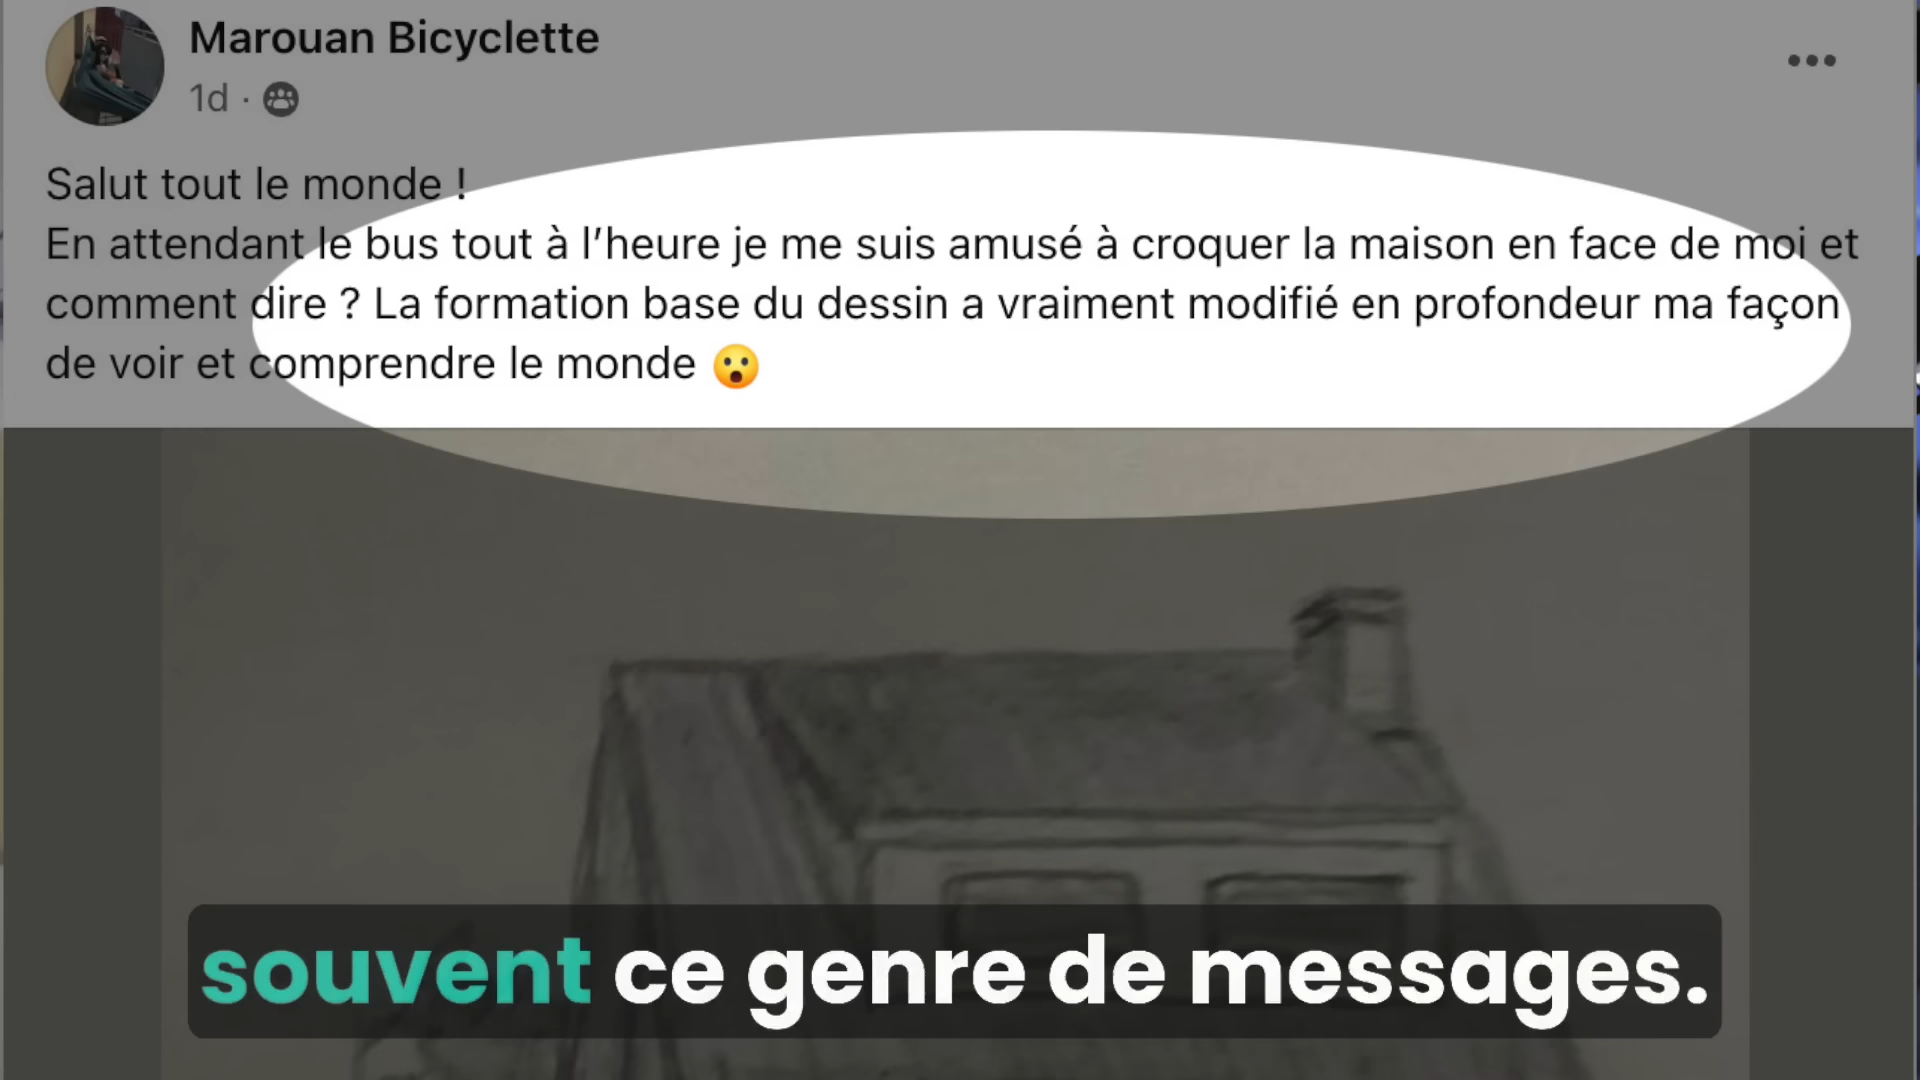 Marouan Bicyclette
1d ·
Salut tout le monde !
En attendant le bus tout à l’heure je me suis amusé à croquer la maison en face de moi et
comment dire ? La formation base du dessin a vraiment modifié en profondeur ma façon
de voir et comprendre le monde 😮
souvent ce genre de messages.